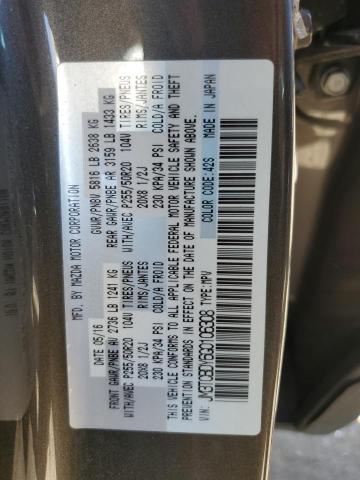 MFD. BY MAZDA MOTOR CORPORATION
DATE 05/16 GVWR/PNBV 5816 LB 2638 KG
FRONT GAWR/PNBE AV 2736 LB 1241 KG REAR GAWR/PNBE AR 3159 LB 1433 KG
WITH/AVEC P255/50R20 104V TIRES/PNEUS WITH/AVEC P255/50R20 104V TIRES/PNEUS
20X8 1/2J RIMS/JANTES 20X8 1/2J RIMS/JANTES
230 KPA/34 PSI COLD/A FROID 230 KPA/34 PSI COLD/A FROID
THIS VEHICLE CONFORMS TO ALL APPLICABLE FEDERAL MOTOR VEHICLE SAFETY AND THEFT
PREVENTION STANDARDS IN EFFECT ON THE DATE OF MANUFACTURE SHOWN ABOVE.
VIN: TYPE:MPV COLOR CODE:42S MADE IN JAPAN